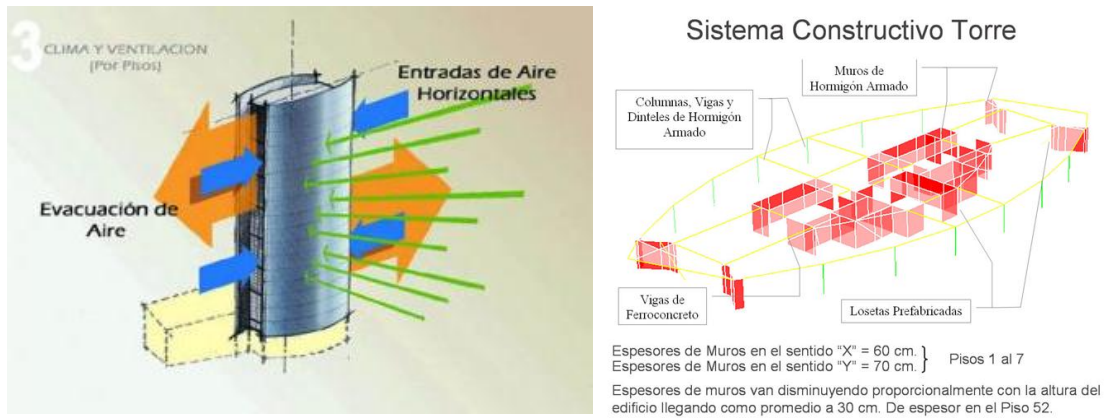 3
CLIMA Y VENTILACION
(Por Pisos)
Entradas de Aire
Horizontales
Evacuación de
Aire
Sistema Constructivo Torre
Muros de
Hormigón Armado
Columnas, Vigas y
Dinteles de Hormigón
Armado
Vigas de
Ferroconcreto
Losetas Prefabricadas
Espesores de Muros en el sentido “X” = 60 cm.
Espesores de Muros en el sentido “Y” = 70 cm.
Pisos 1 al 7
Espesores de muros van disminuyendo proporcionalmente con la altura del
edificio llegando como promedio a 30 cm. De espesor en el Piso 52.